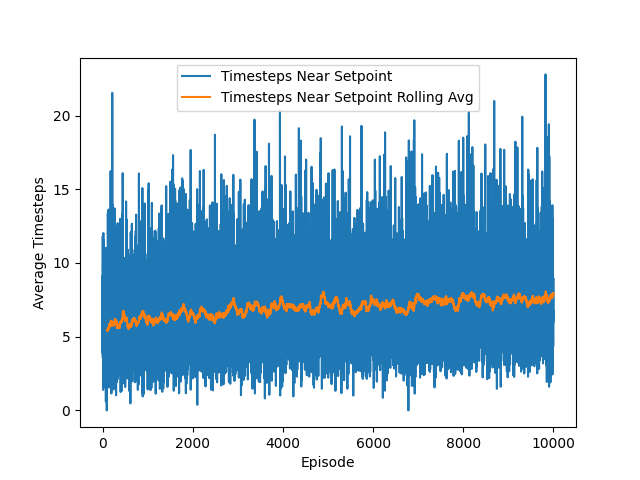 Timesteps Near Setpoint
Timesteps Near Setpoint Rolling Avg
Average Timesteps
20
15
10
5
0
0 2000 4000 6000 8000 10000
Episode